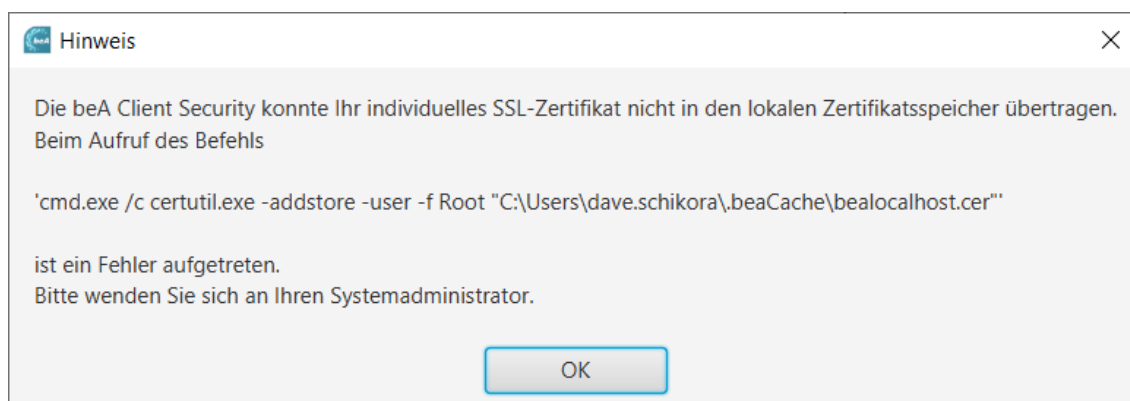 beA Hinweis
Die beA Client Security konnte Ihr individuelles SSL-Zertifikat nicht in den lokalen Zertifikatsspeicher übertragen.
Beim Aufruf des Befehls
'cmd.exe /c certutil.exe -addstore -user -f Root "C:\Users\dave.schikora\.beaCache\bealocalhost.cer"'
ist ein Fehler aufgetreten.
Bitte wenden Sie sich an Ihren Systemadministrator.
OK